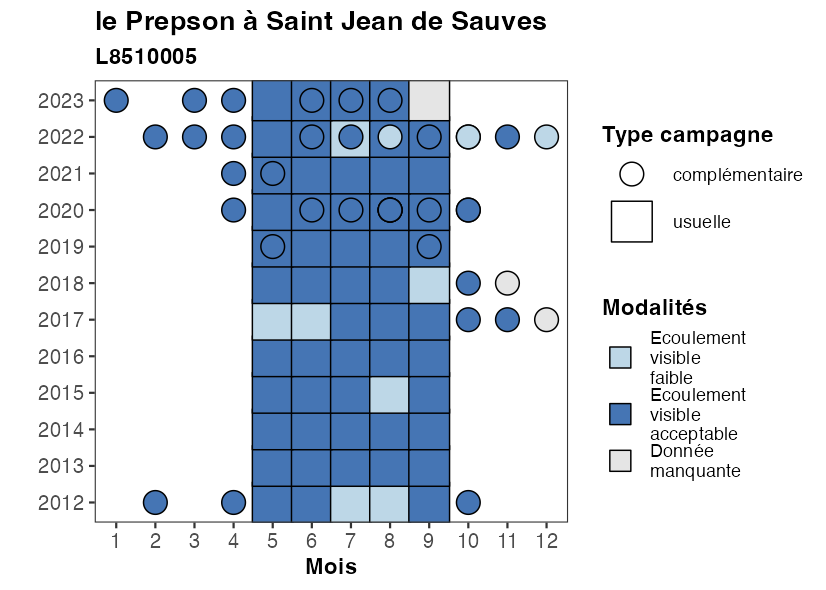 le Prepson à Saint Jean de Sauves
L8510005
2023
2022
2021
2020
2019
2018
2017
2016
2015
2014
2013
2012
1 2 3 4 5 6 7 8 9 10 11 12
Mois
Type campagne
complémentaire
usuelle
Modalités
Ecoulement
visible
faible
Ecoulement
visible
acceptable
Donnée
manquante